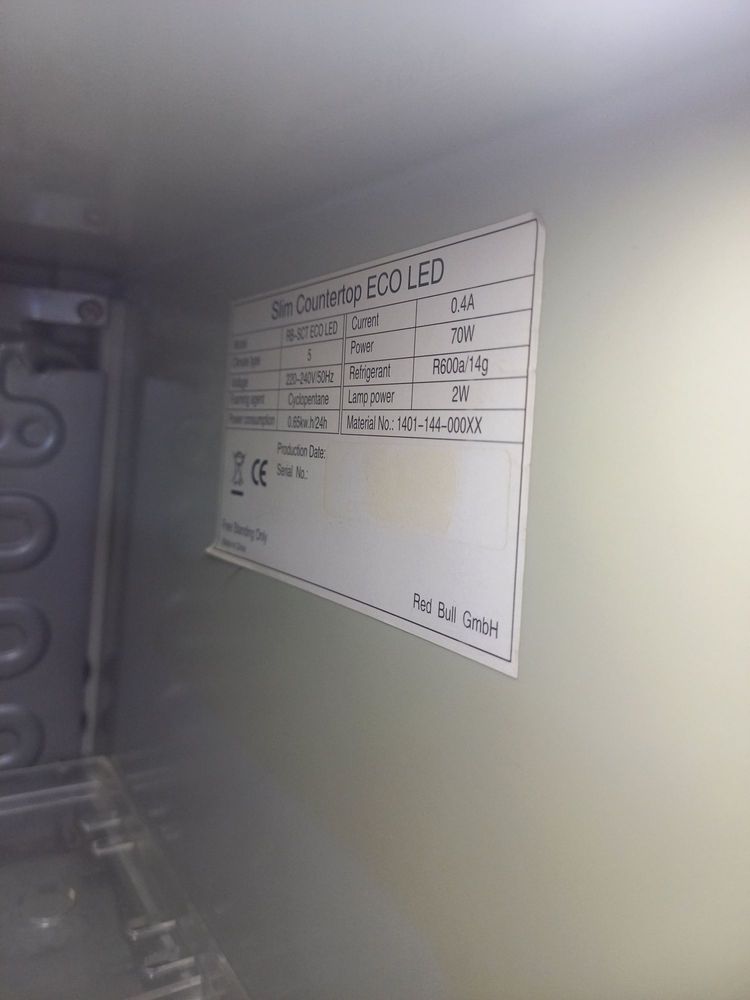 Slim Countertop ECO LED
Model RB-SCT ECO LED Current 0.4A
Climate type 5 Power 70W
Voltage 220-240V/50Hz Refrigerant R600a/14g
Foaming agent Cyclopentane Lamp power 2W
Power consumption 0.65kw.h/24h Material No.: 1401-144-000XX
Production Date:
CE Serial No.:
Free Standing Only
Made in China
Red Bull GmbH